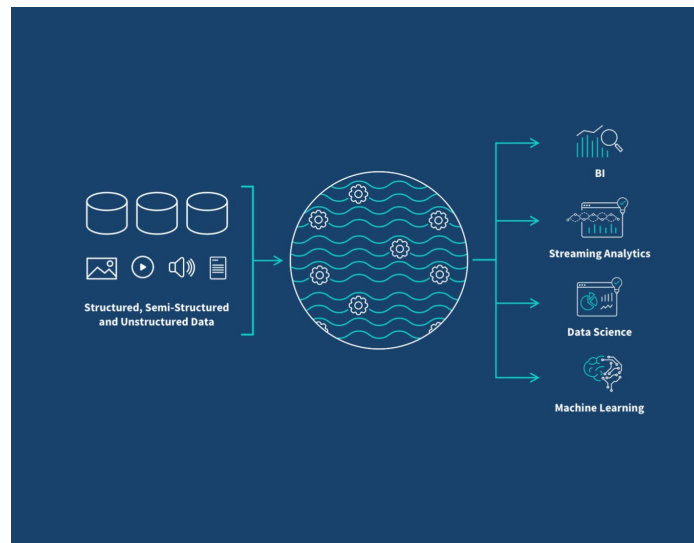 Structured, Semi-Structured
and Unstructured Data
BI
Streaming Analytics
Data Science
Machine Learning